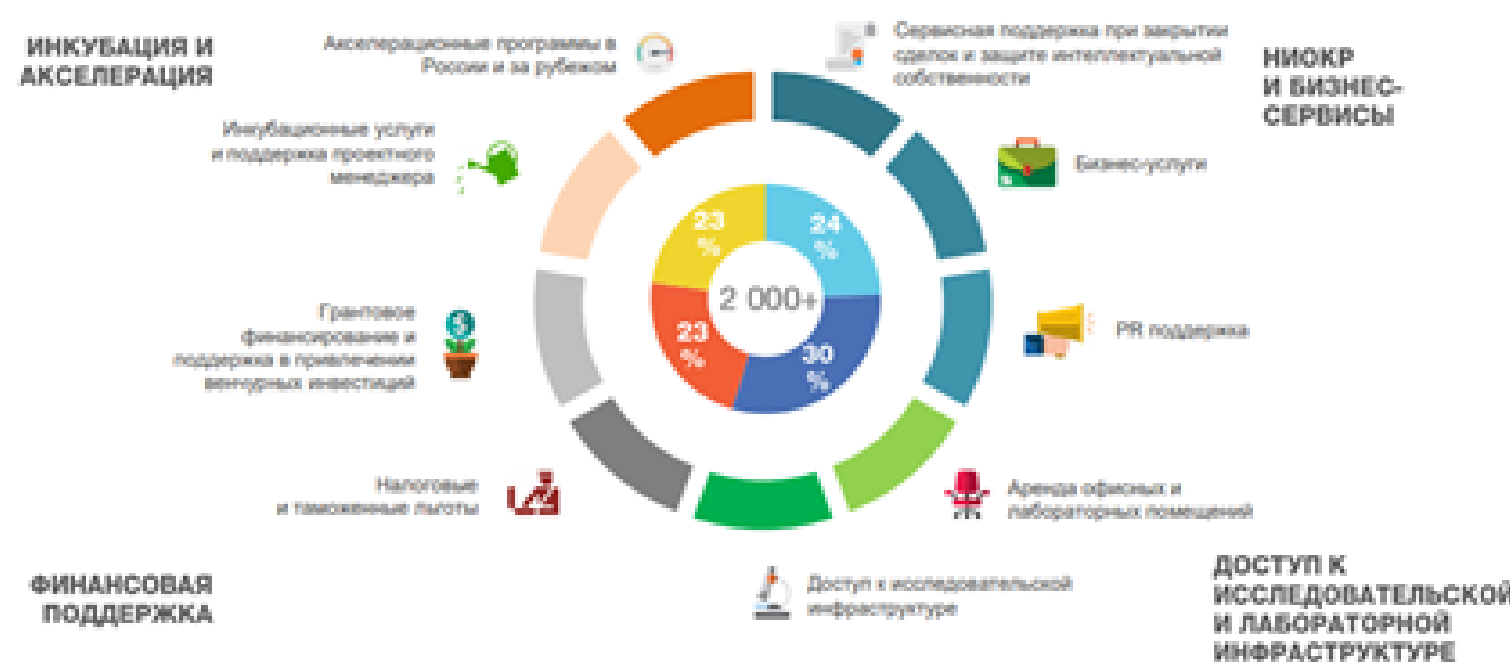 ИНКУБАЦИЯ И
АКСЕЛЕРАЦИЯ
Акселерационные программы в
России и за рубежом
Инкубационные услуги
и поддержка проектного
менеджера
Грантовое
финансирование и
поддержка в привлечении
венчурных инвестиций
Налоговые
и таможенные льготы
ФИНАНСОВАЯ
ПОДДЕРЖКА
23
%
24
%
2 000+
23
%
30
%
Сервисная поддержка при закрытии
сделок и защите интеллектуальной
собственности
НИОКР
И БИЗНЕС-
СЕРВИСЫ
Бизнес-услуги
PR поддержка
Аренда офисных и
лабораторных помещений
Доступ к исследовательской
инфраструктуре
ДОСТУП К
ИССЛЕДОВАТЕЛЬСКОЙ
И ЛАБОРАТОРНОЙ
ИНФРАСТРУКТУРЕ